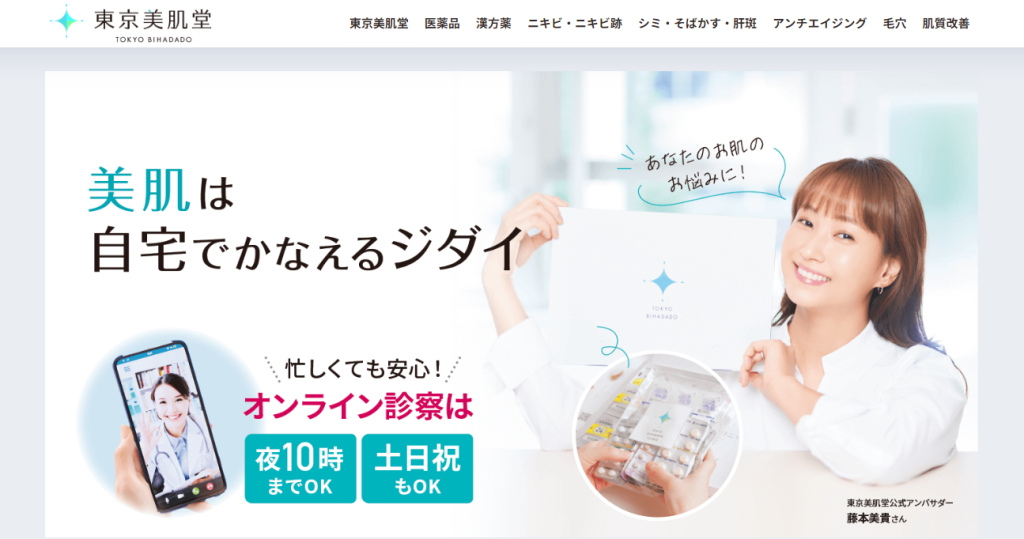 東京美肌堂
TOKYO BIHADADO
東京美肌堂 医薬品 漢方薬 ニキビ・ニキビ跡 シミ・そばかす・肝斑 アンチエイジング 毛穴 肌質改善
あなたのお肌の
お悩みに!
美肌は
自宅でかなえるジダイ
TOKYO
BIHADADO
忙しくても安心!
オンライン診察は
夜10時
までOK
土日祝
もOK
東京美肌堂公式アンバサダー
藤本美貴さん